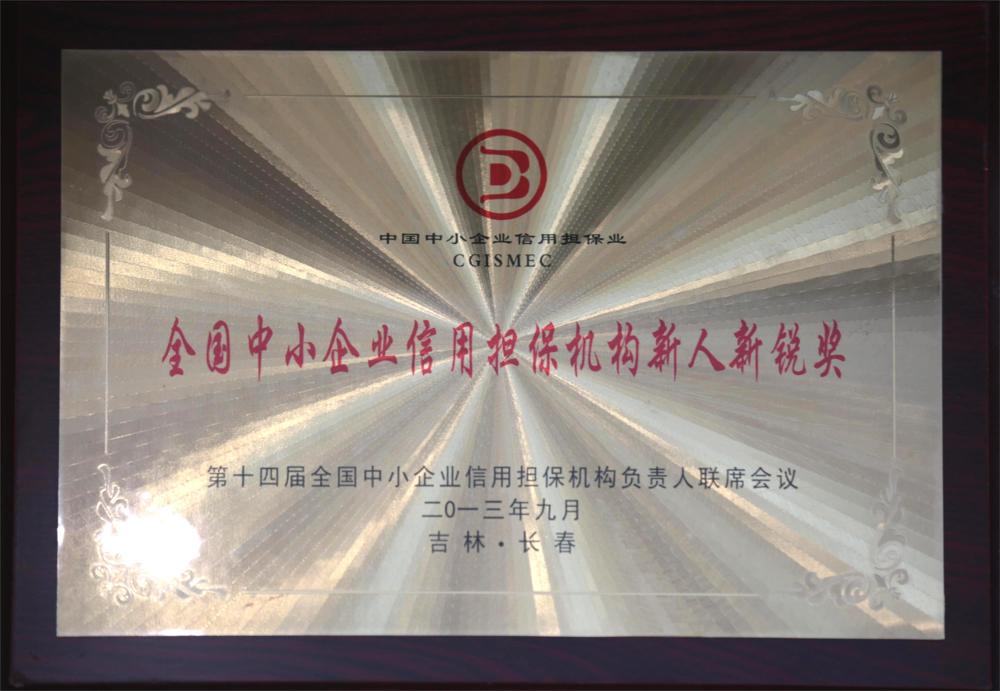 中国中小企业信用担保业
CGISMEC
全国中小企业信用担保机构新人新锐奖
第十四届全国中小企业信用担保机构负责人联席会议
二0一三年九月
吉林·长春